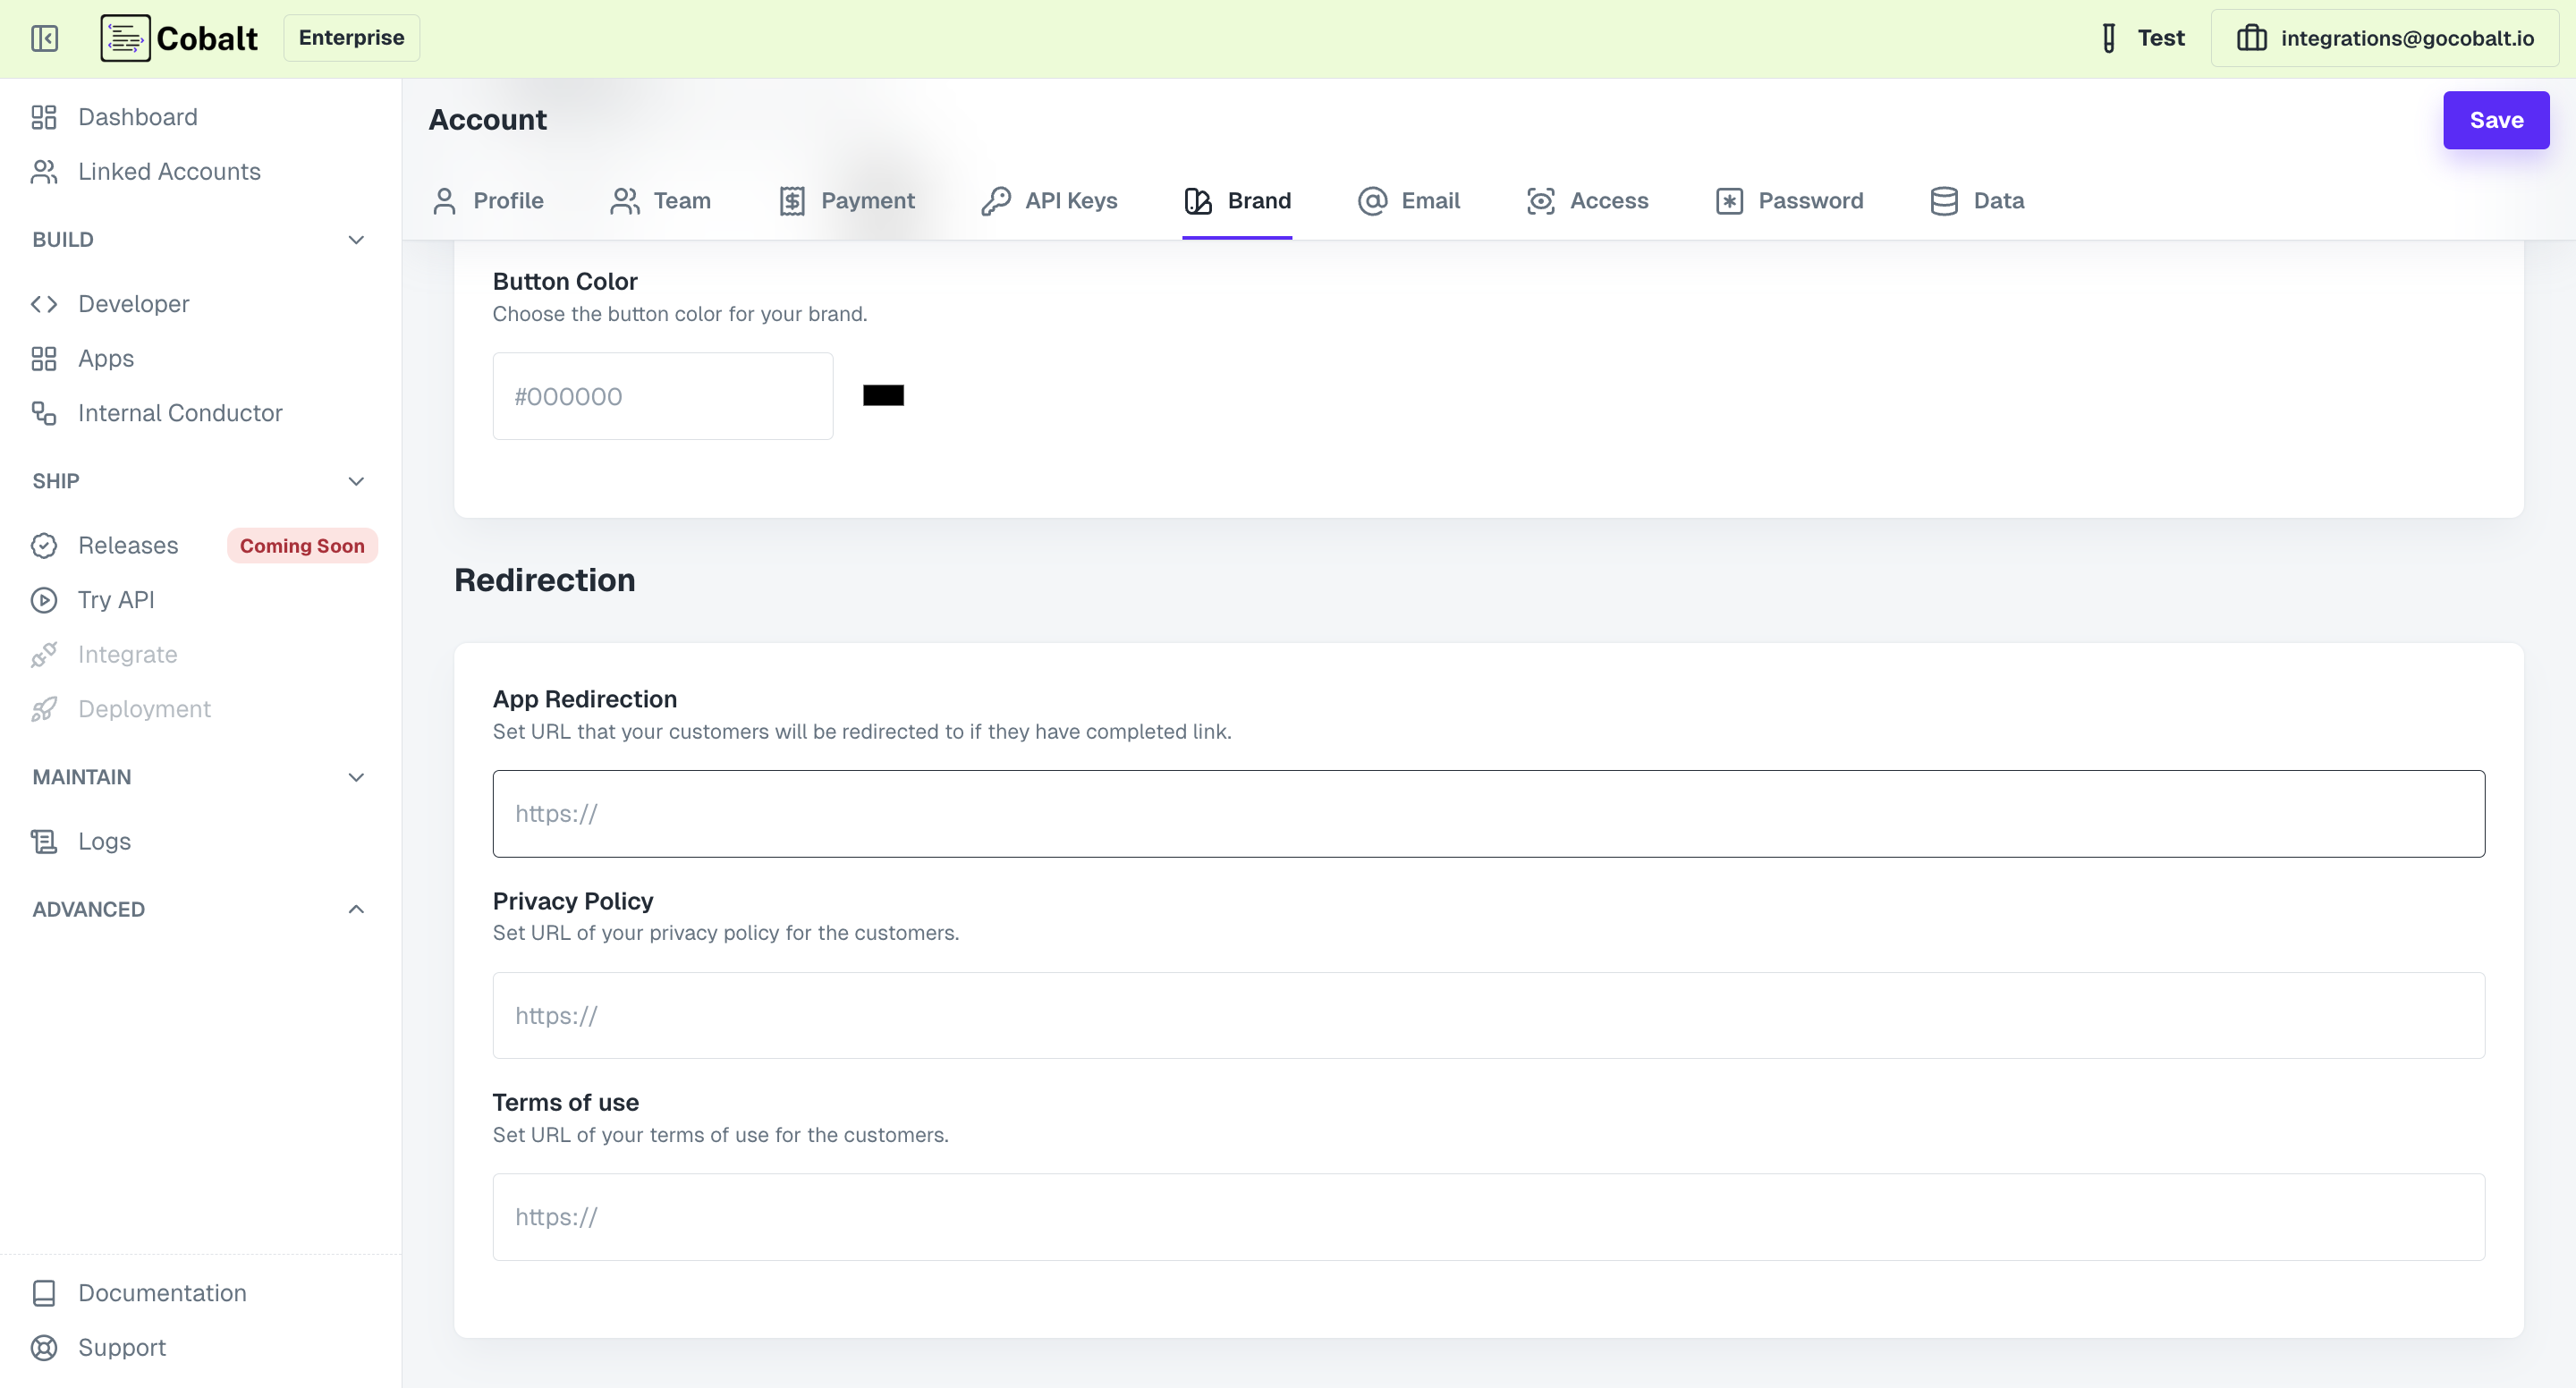 Cobalt
Enterprise
Test
integrations@gocobalt.io
Dashboard
Linked Accounts
BUILD
Developer
Apps
Internal Conductor
SHIP
Releases
Coming Soon
Try API
Integrate
Deployment
MAINTAIN
Logs
ADVANCED
Documentation
Support
Account
Save
Profile
Team
Payment
API Keys
Brand
Email
Access
Password
Data
Button Color
Choose the button color for your brand.
#000000
Redirection
App Redirection
Set URL that your customers will be redirected to if they have completed link.
https://
Privacy Policy
Set URL of your privacy policy for the customers.
https://
Terms of use
Set URL of your terms of use for the customers.
https://